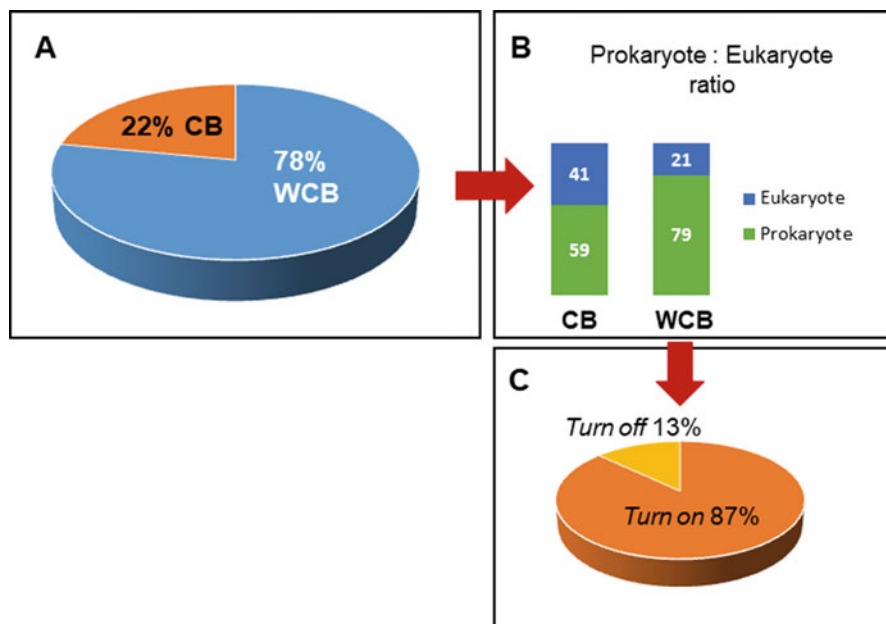 A
22% CB
78%
WCB
B
Prokaryote : Eukaryote
ratio
41
21
59
79
Eukaryote
Prokaryote
CB
WCB
C
Turn off 13%
Turn on 87%